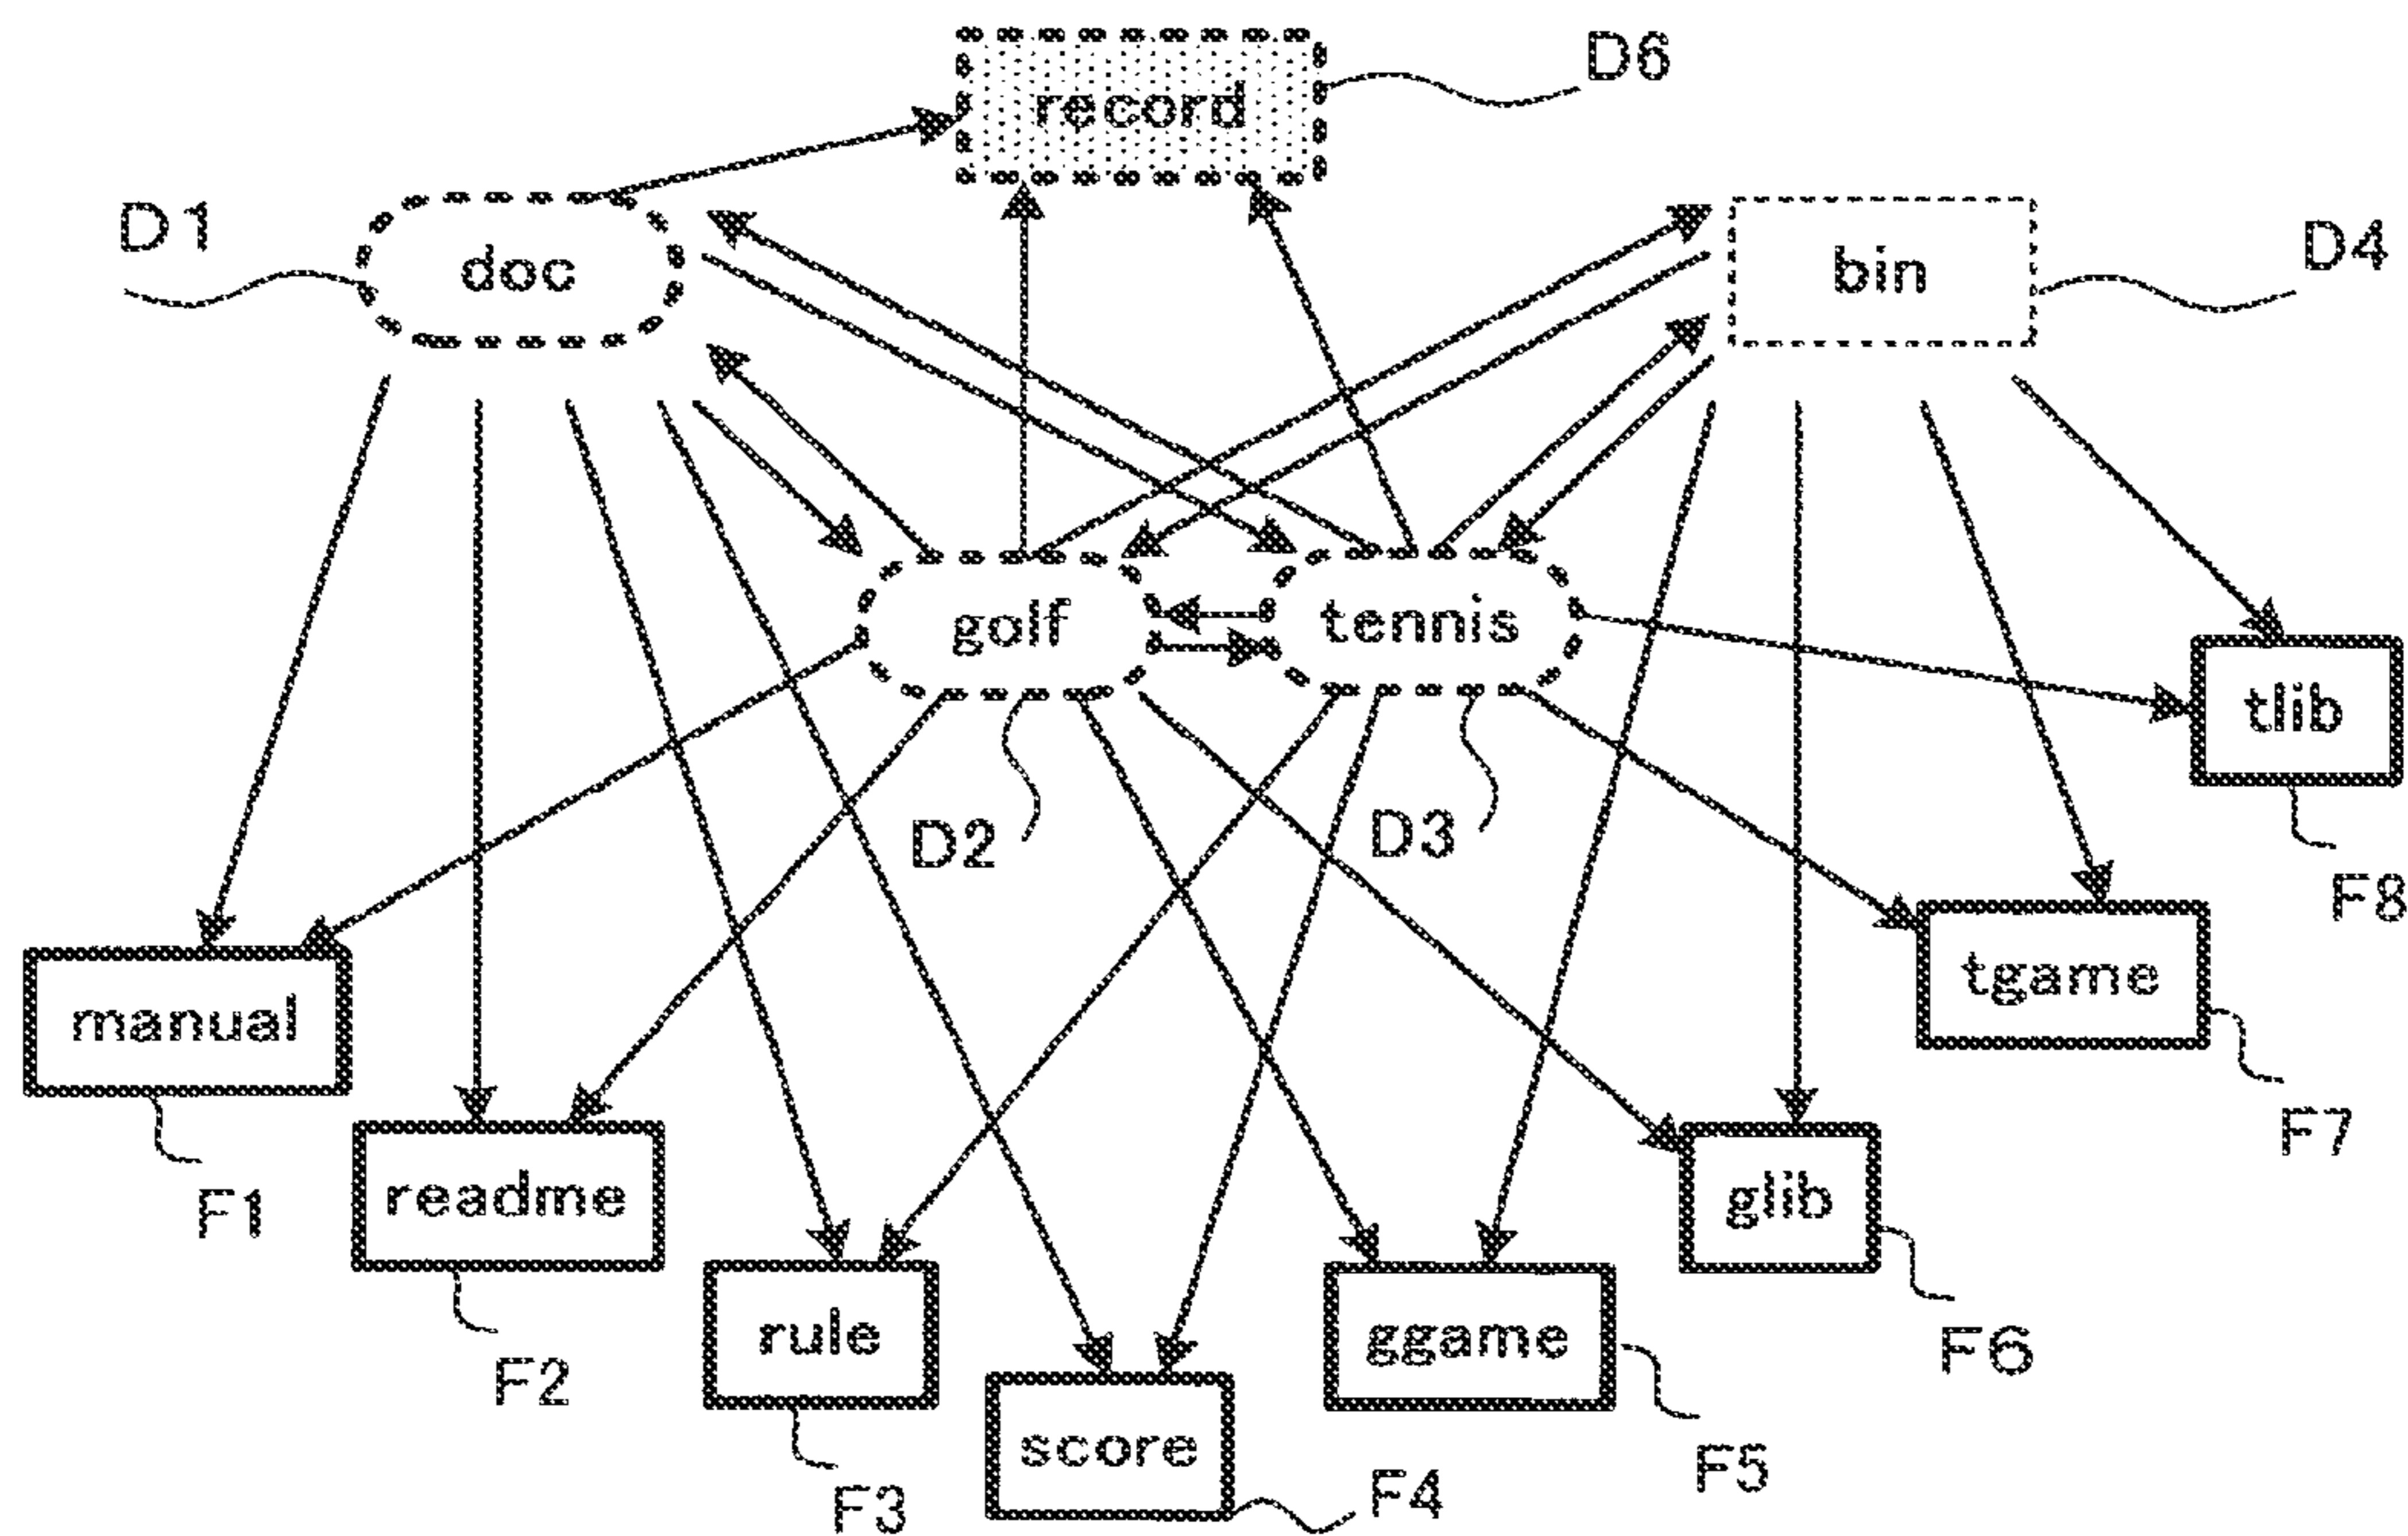 record
D6
D1
doc
bin
D4
golf
tennis
tlib
D2
D3
F8
manual
tgame
readme
glib
F7
F1
rule
ggame
F6
F2
score
F5
F3
F4